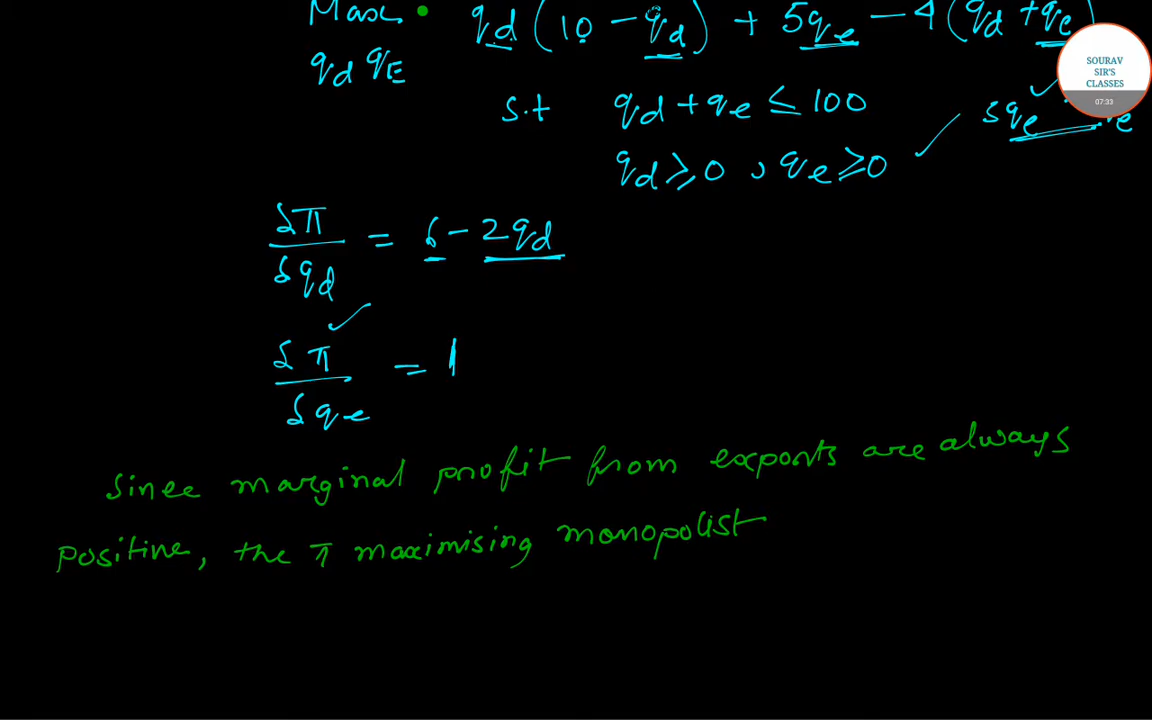 Max qd(10 - qd) + 5qe - 4(qd + qe)
qd qE
s.t qd + qe ≤ 100
qd ≥ 0, qe ≥ 0
SOURAV
SIR'S
CLASSES
07:33
5qe
δπ/δqd = 6 - 2qd
δπ/δqe = 1
Since marginal profit from exports are always
positive, the π maximising monopolist